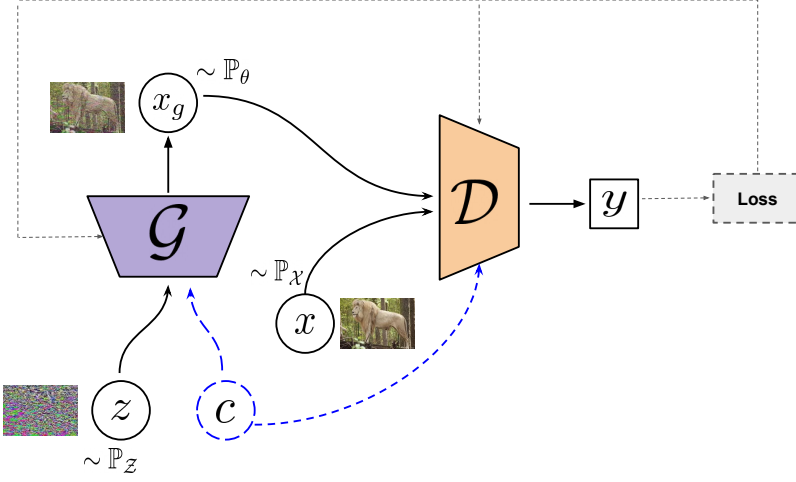 ∼ ℙ_θ
x_g
𝒢
𝒟
y
Loss
∼ ℙ_𝒳
x
z
c
∼ ℙ_𝒵